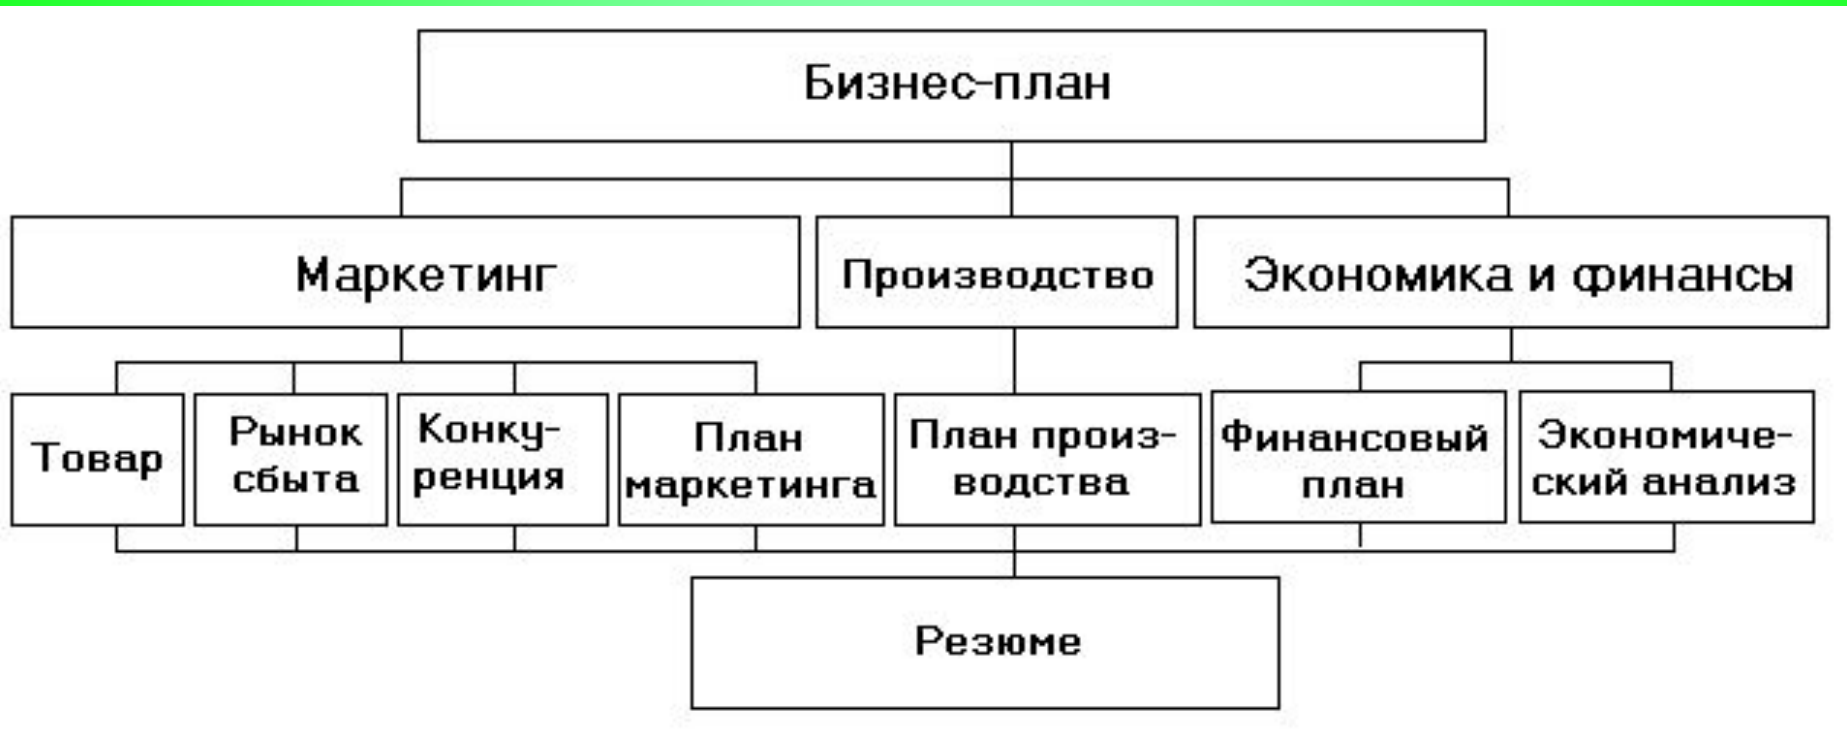 Бизнес-план
Маркетинг
Производство
Экономика и финансы
Товар
Рынок
сбыта
Конку-
ренция
План
маркетинга
План произ-
водства
Финансовый
план
Экономиче-
ский анализ
Резюме